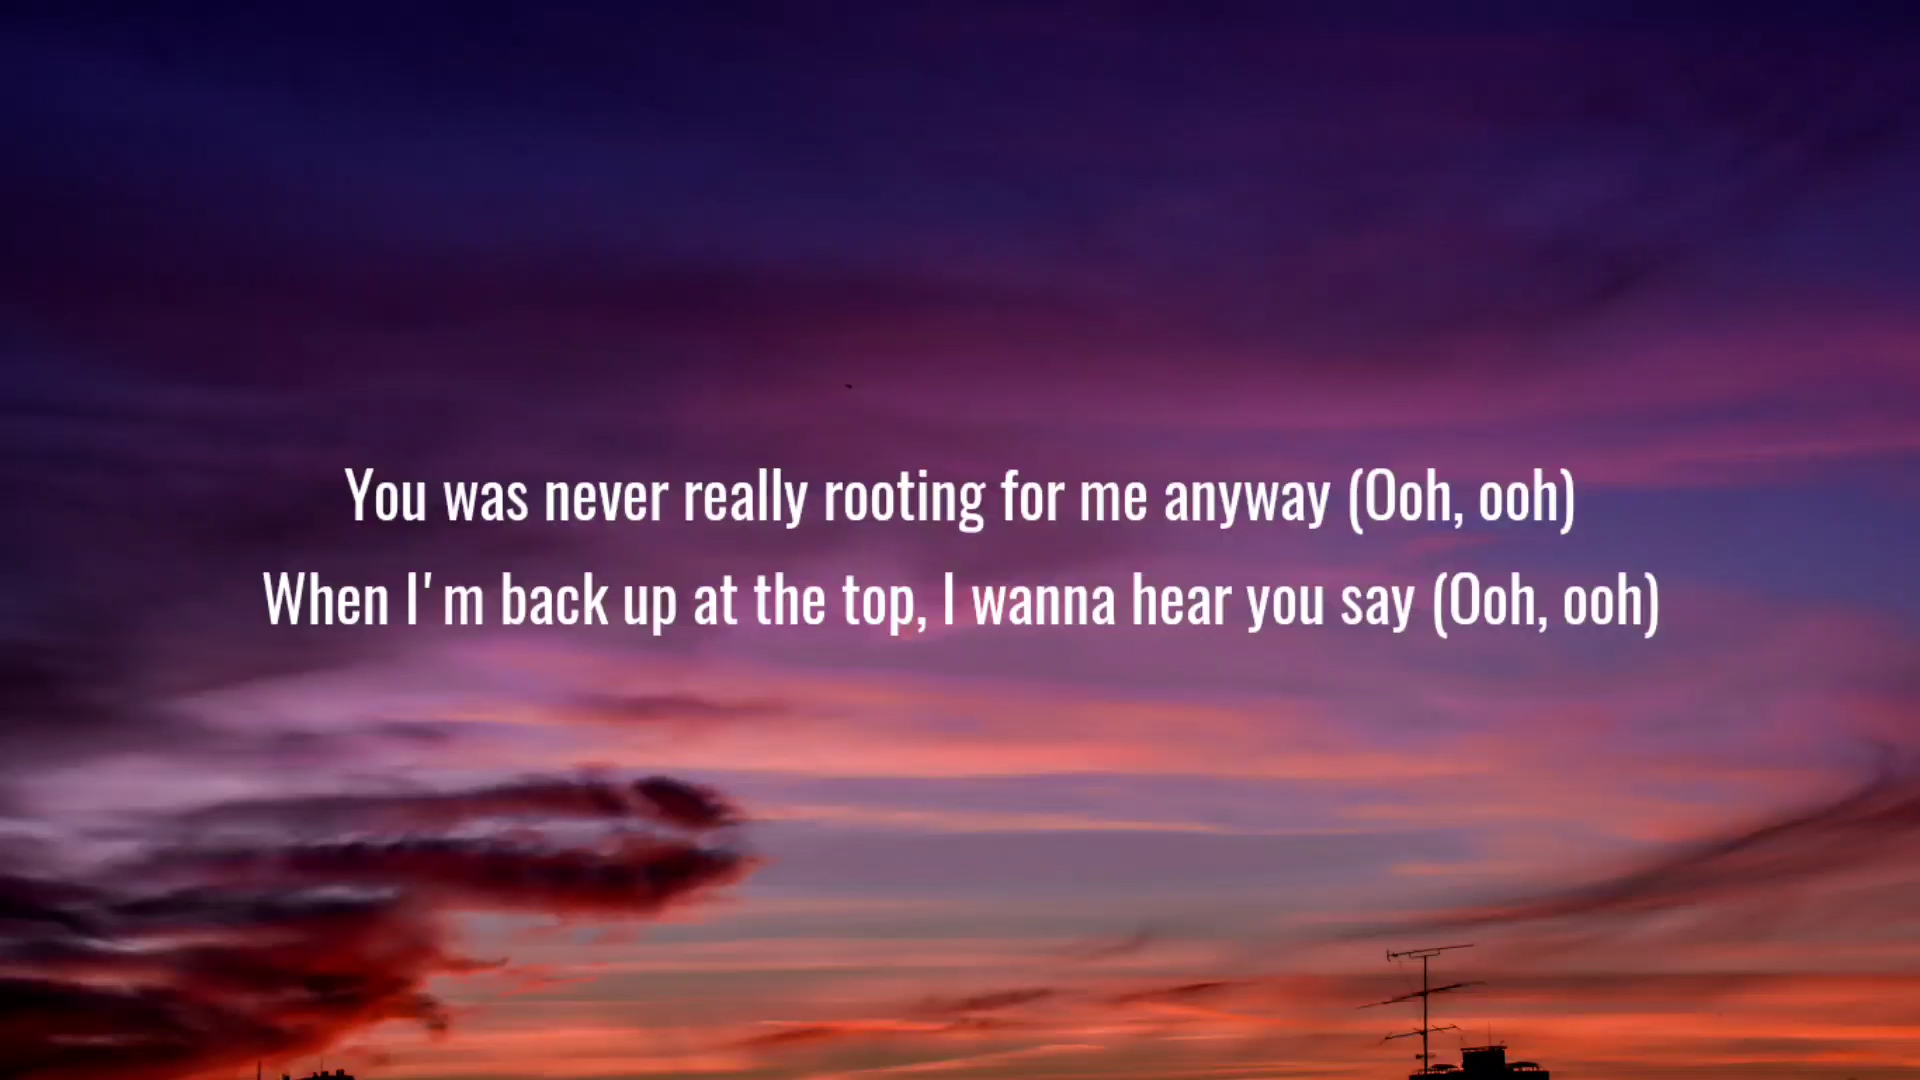 You was never really rooting for me anyway (Ooh, ooh)
When I'm back up at the top, I wanna hear you say (Ooh, ooh)